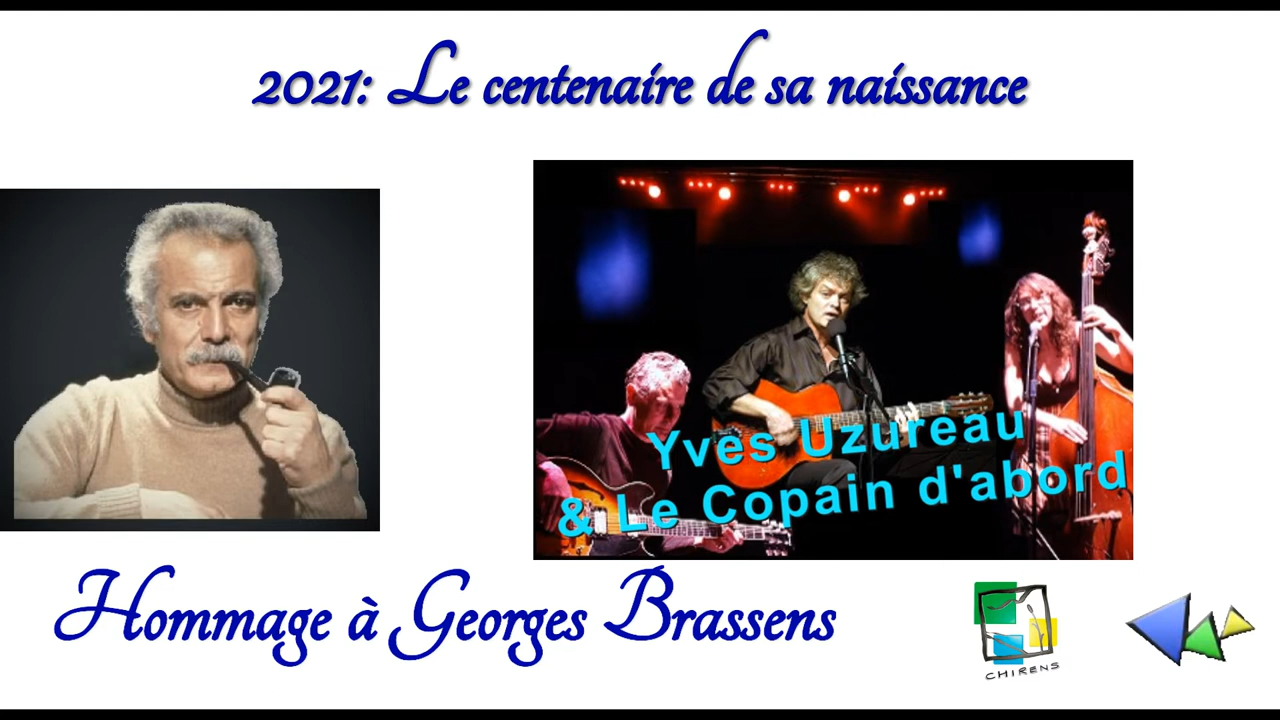 2021: Le centenaire de sa naissance
Yves Uzureau
& Le Copain d'abord
Hommage à Georges Brassens
CHIRENS